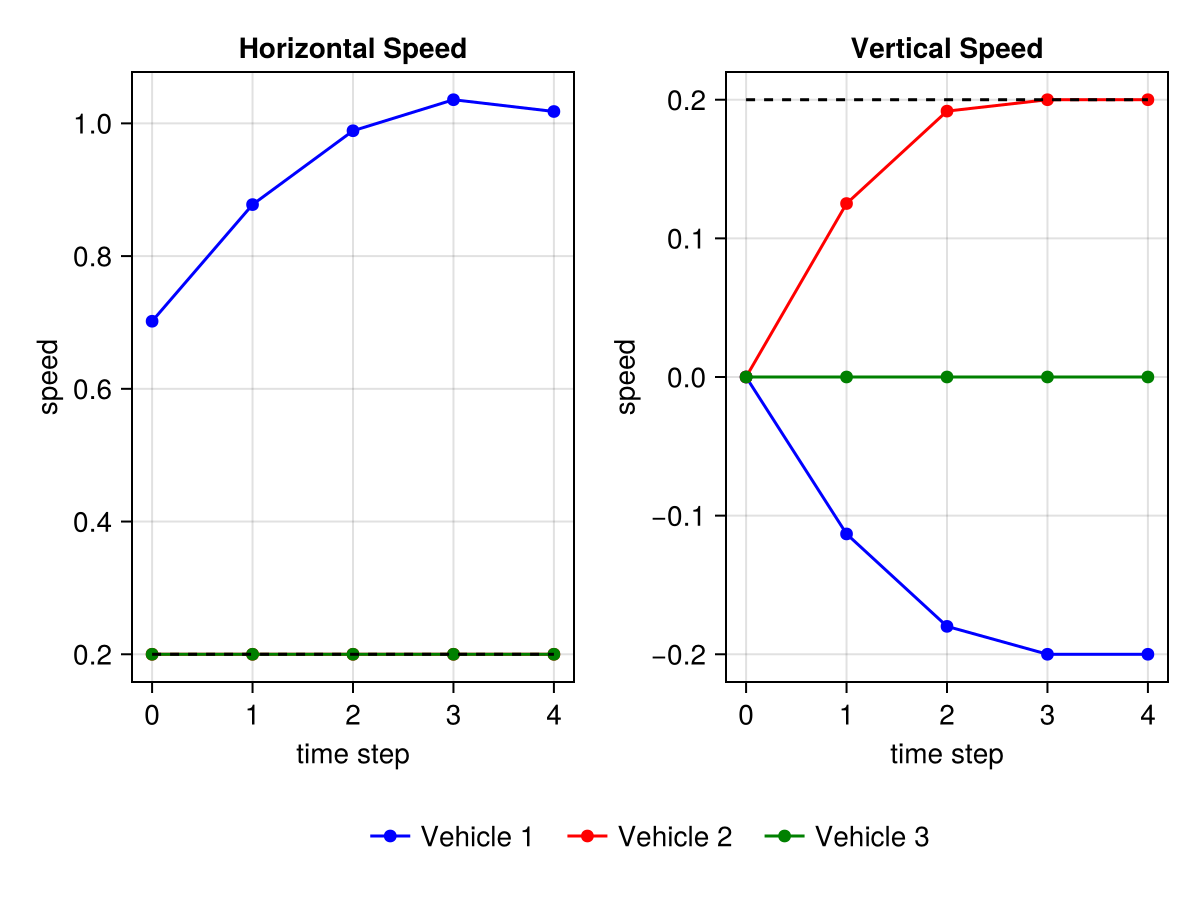 Horizontal Speed
Vertical Speed
speed
1.0
0.8
0.6
0.4
0.2
0 1 2 3 4
time step
speed
0.2
0.1
0.0
−0.1
−0.2
0 1 2 3 4
time step
Vehicle 1 Vehicle 2 Vehicle 3